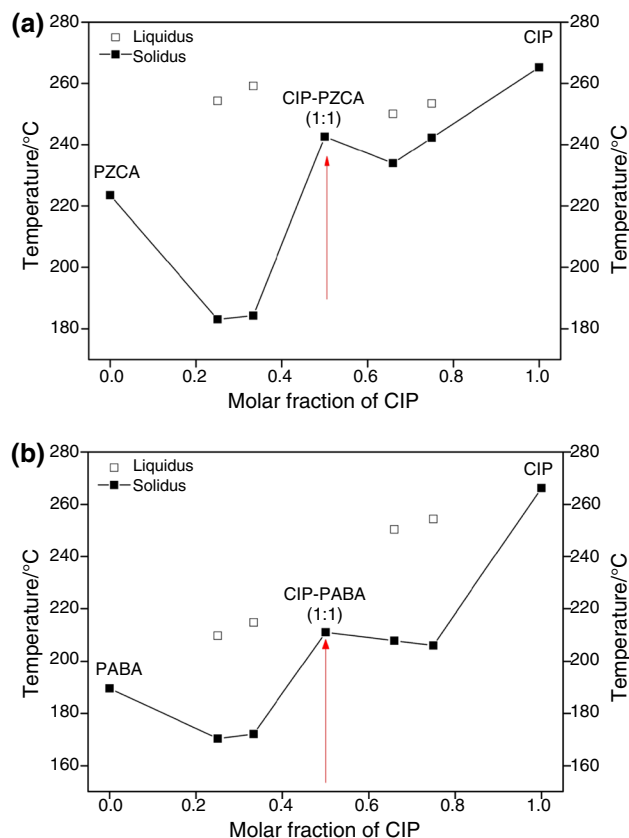 (a)
280
Liquidus
Solidus
CIP
280
260
260
CIP-PZCA
(1:1)
240
240
PZCA
220
220
200
200
180
180
Temperature/°C
Temperature/°C
0.0 0.2 0.4 0.6 0.8 1.0
Molar fraction of CIP
(b)
280
Liquidus
Solidus
CIP
280
260
260
240
240
CIP-PABA
(1:1)
220
220
200
200
PABA
180
180
160
160
Temperature/°C
Temperature/°C
0.0 0.2 0.4 0.6 0.8 1.0
Molar fraction of CIP